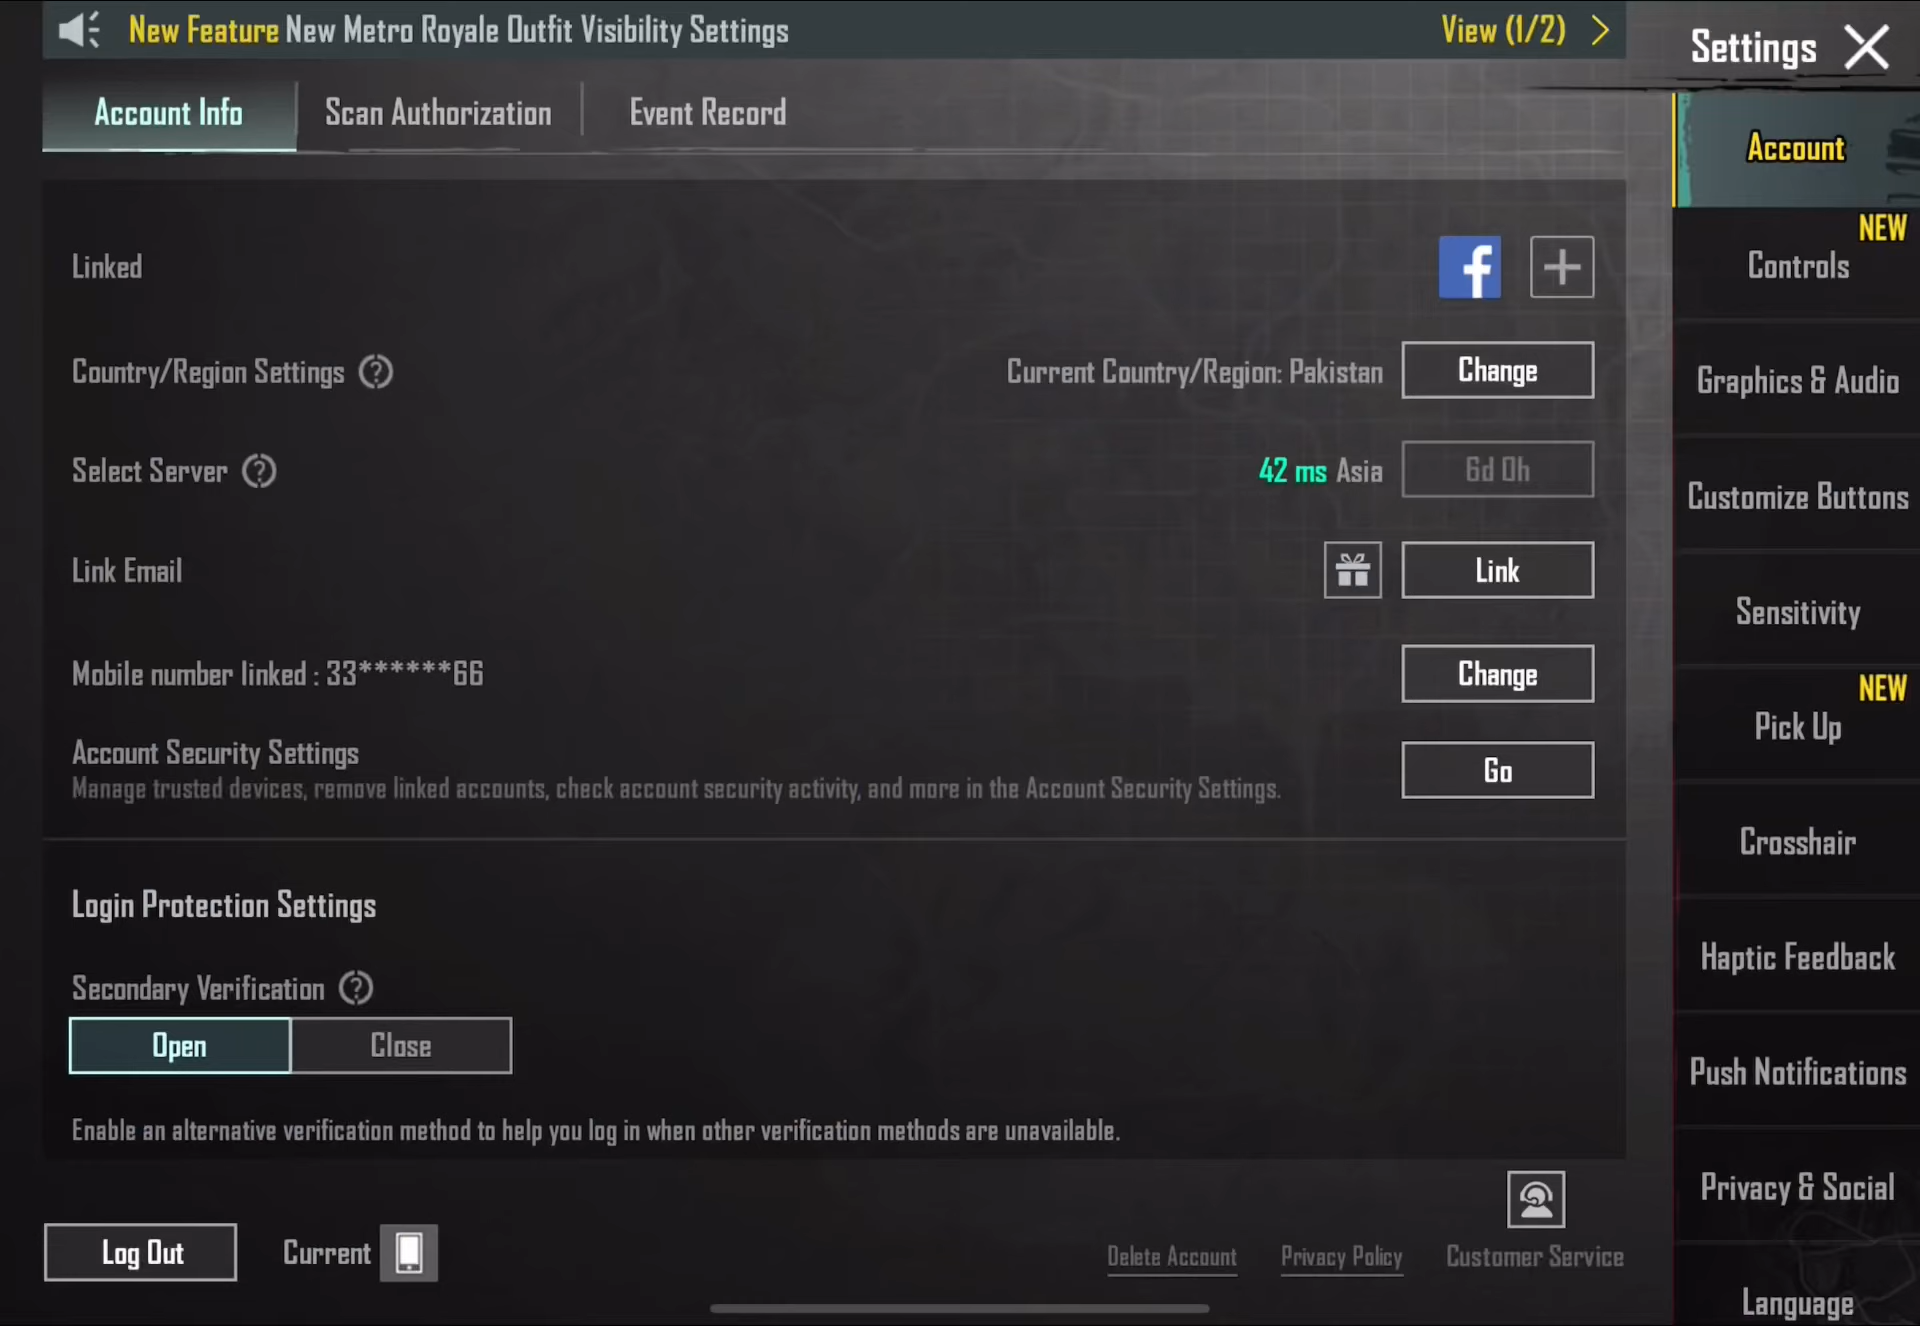 New Feature New Metro Royale Outfit Visibility Settings View (1/2)
Settings
Account Info Scan Authorization Event Record
Linked
Country/Region Settings Current Country/Region: Pakistan Change
Select Server 42 ms Asia 6d 0h
Link Email Link
Mobile number linked : 33******66 Change
Account Security Settings
Manage trusted devices, remove linked accounts, check account security activity, and more in the Account Security Settings.
Go
Login Protection Settings
Secondary Verification
Open Close
Enable an alternative verification method to help you log in when other verification methods are unavailable.
Log Out Current
Delete Account Privacy Policy Customer Service
Account
NEW
Controls
Graphics & Audio
Customize Buttons
Sensitivity
NEW
Pick Up
Crosshair
Haptic Feedback
Push Notifications
Privacy & Social
Language